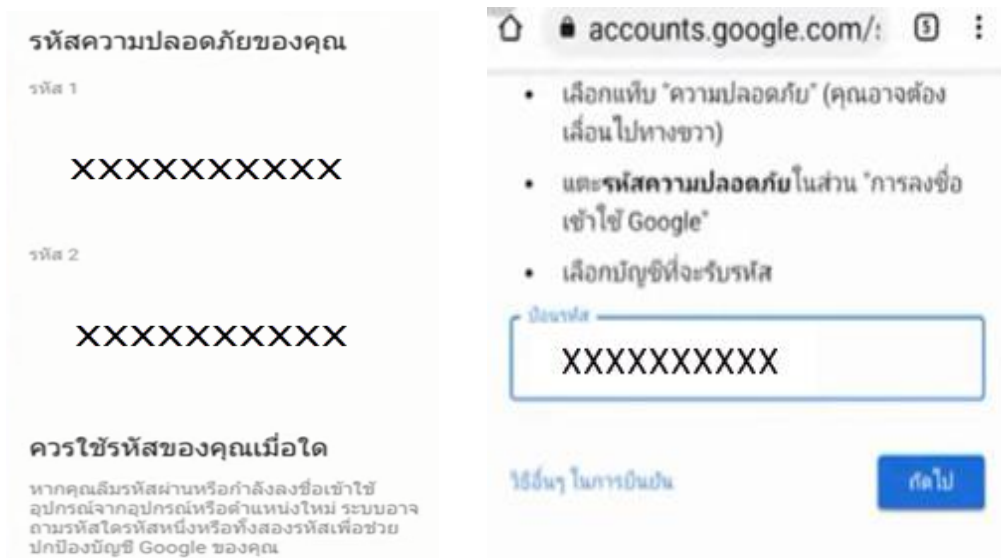 รหัสความปลอดภัยของคุณ
รหัส 1
XXXXXXXXXX
รหัส 2
XXXXXXXXXX
ควรใช้รหัสของคุณเมื่อใด
หากคุณลืมรหัสผ่านหรือกำลังลงชื่อเข้าใช้
อุปกรณ์จากอุปกรณ์หรือตำแหน่งใหม่ ระบบอาจ
ถามรหัสใดรหัสหนึ่งหรือทั้งสองรหัสเพื่อช่วย
ปกป้องบัญชี Google ของคุณ
accounts.google.com/
5
• เลือกแท็บ "ความปลอดภัย" (คุณอาจต้อง
เลื่อนไปทางขวา)
• แตะรหัสความปลอดภัยในส่วน "การลงชื่อ
เข้าใช้ Google"
• เลือกบัญชีที่จะรับรหัส
ป้อนรหัส
XXXXXXXXXX
วิธีอื่นๆ ในการยืนยัน
ถัดไป